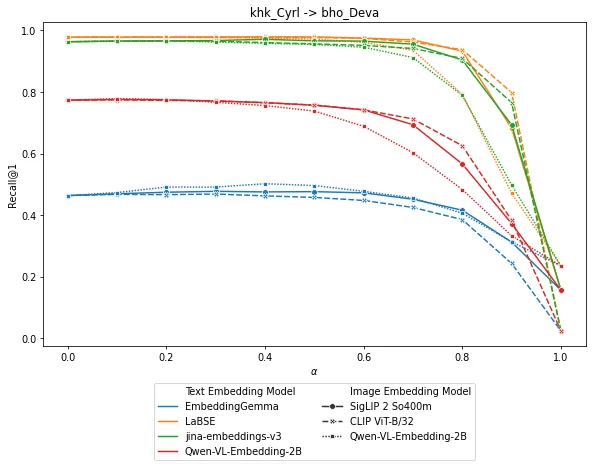 khk_Cyrl -> bho_Deva
Recall@1
1.0
0.8
0.6
0.4
0.2
0.0
0.0 0.2 0.4 0.6 0.8 1.0
α
Text Embedding Model Image Embedding Model
EmbeddingGemma SigLIP 2 So400m
LaBSE CLIP ViT-B/32
jina-embeddings-v3 Qwen-VL-Embedding-2B
Qwen-VL-Embedding-2B